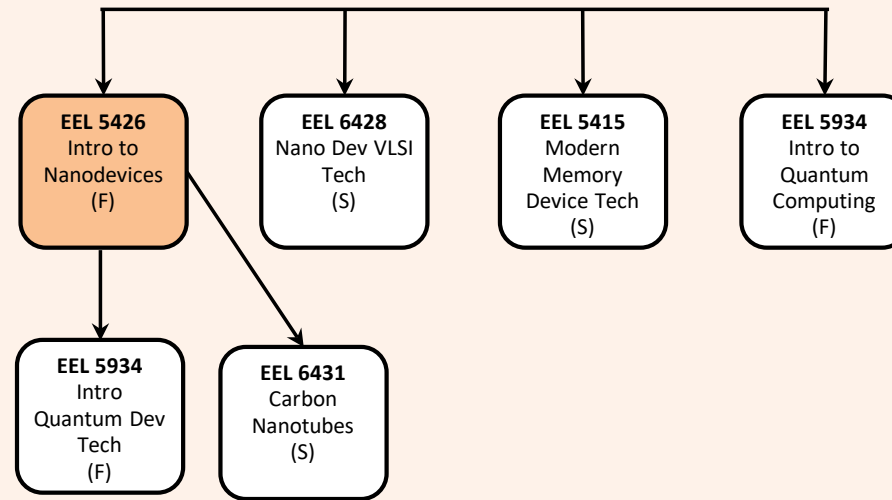 EEL 5426
Intro to
Nanodevices
(F)
EEL 6428
Nano Dev VLSI
Tech
(S)
EEL 5415
Modern
Memory
Device Tech
(S)
EEL 5934
Intro to
Quantum
Computing
(F)
EEL 5934
Intro
Quantum Dev
Tech
(F)
EEL 6431
Carbon
Nanotubes
(S)